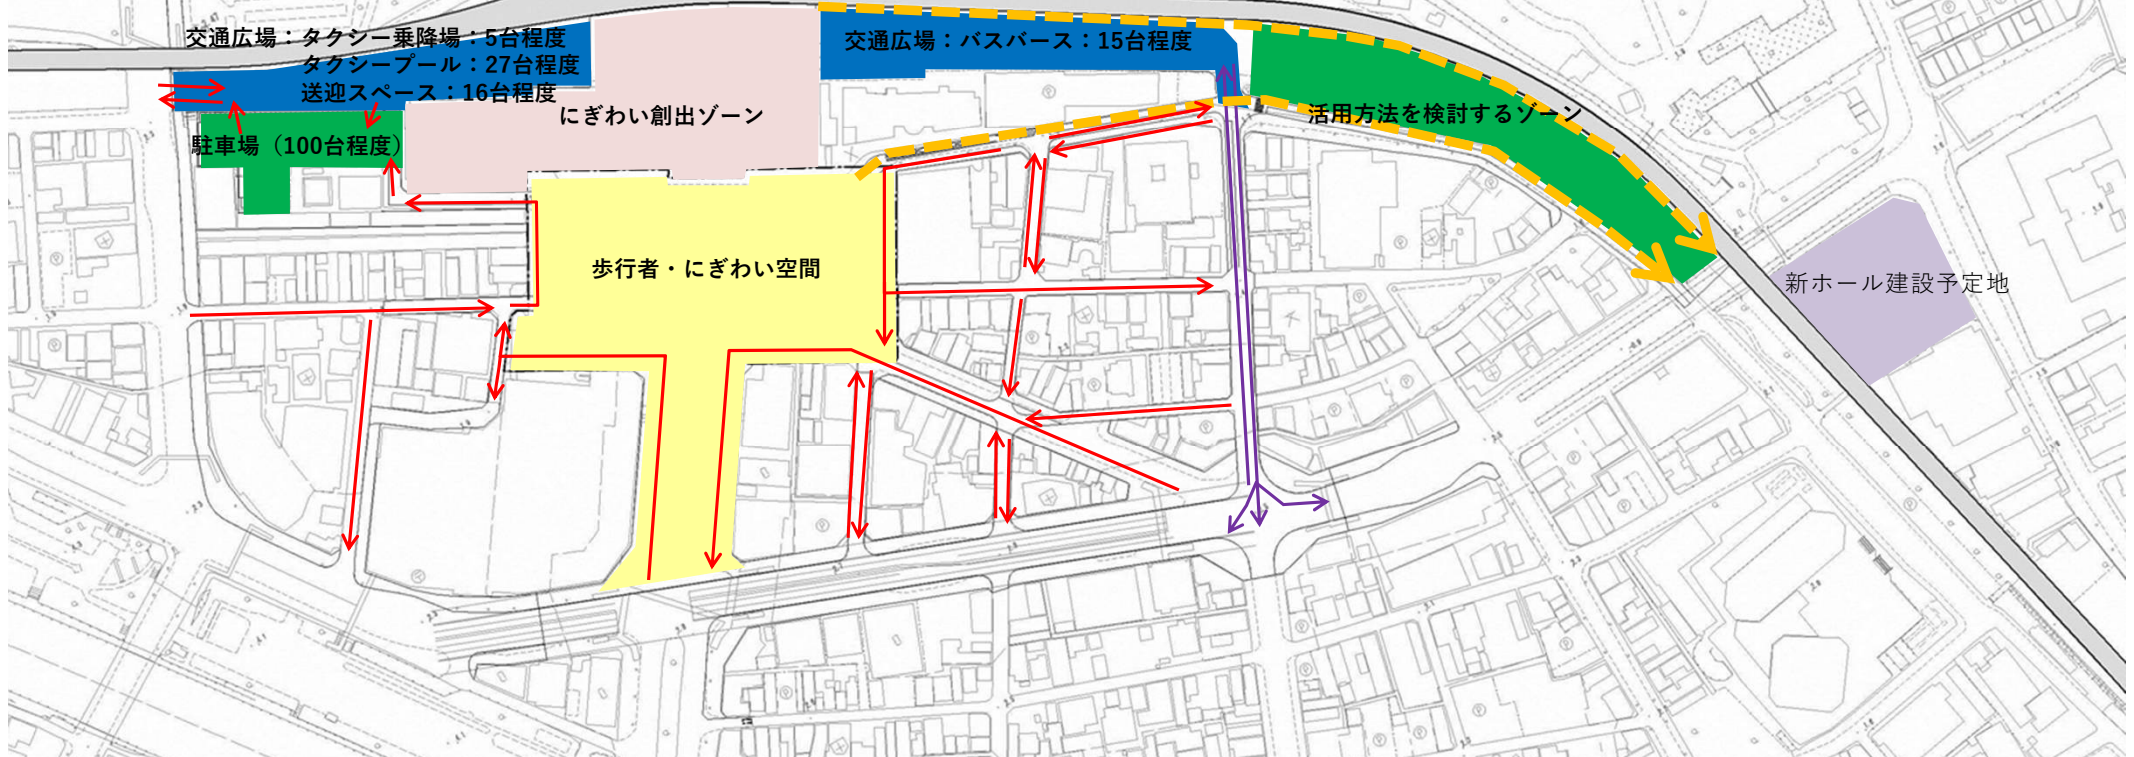 交通広場：タクシー乗降場：5台程度
タクシープール：27台程度
送迎スペース：16台程度
交通広場：バスバース：15台程度
にぎわい創出ゾーン
活用方法を検討するゾーン
駐車場（100台程度）
歩行者・にぎわい空間
新ホール建設予定地